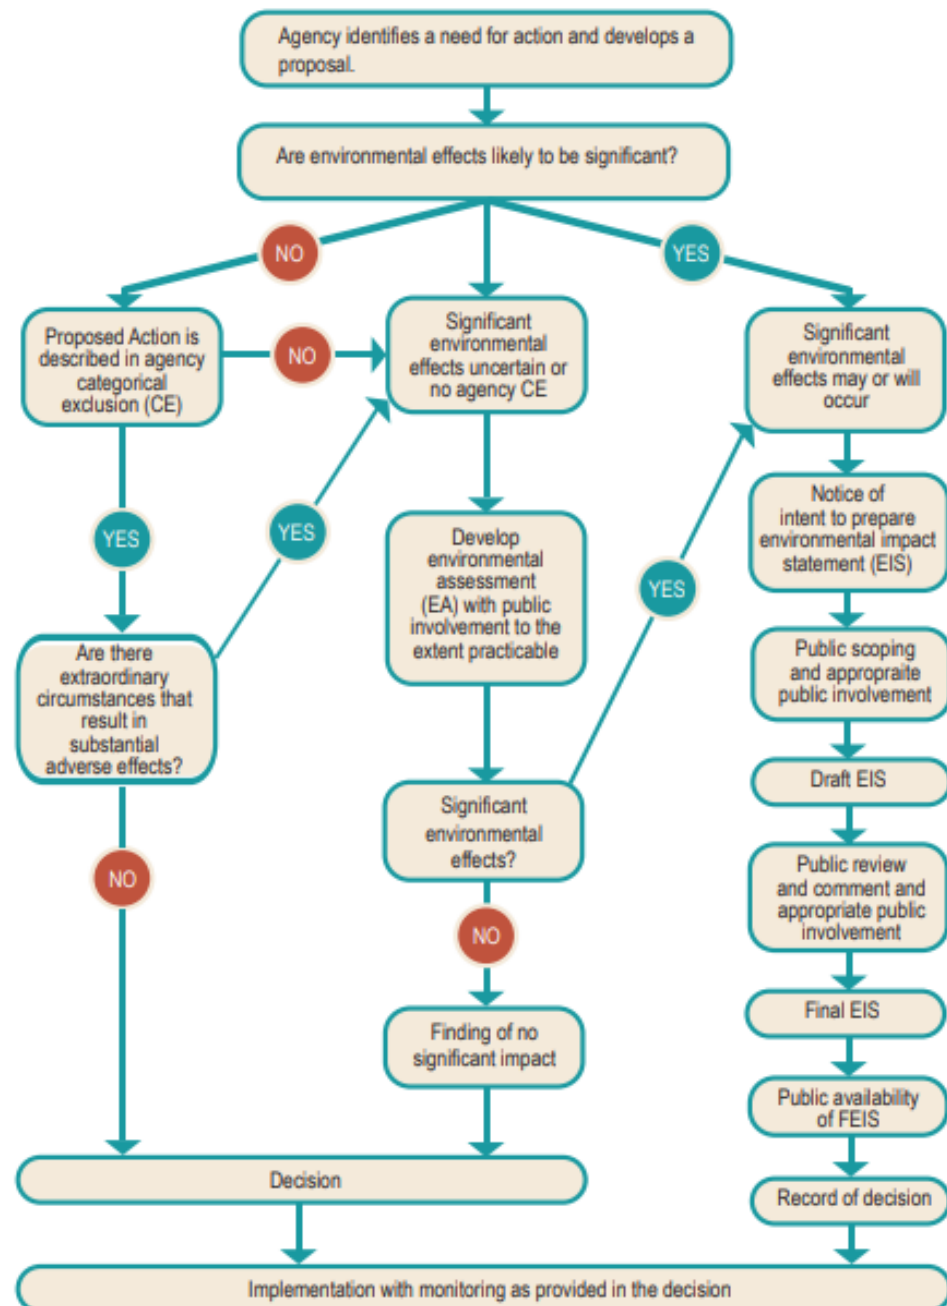 Agency identifies a need for action and develops a
proposal.
Are environmental effects likely to be significant?
NO
YES
Proposed Action is
described in agency
categorical
exclusion (CE)
NO
Significant
environmental
effects uncertain or
no agency CE
Significant
environmental
effects may or will
occur
YES
YES
Develop
environmental
assessment
(EA) with public
involvement to the
extent practicable
YES
Notice of
intent to prepare
environmental impact
statement (EIS)
Are there
extraordinary
circumstances that
result in
substantial
adverse effects?
Public scoping
and appropraite
public involvement
Draft EIS
NO
Significant
environmental
effects?
Public review
and comment and
appropriate public
involvement
NO
Final EIS
Finding of no
significant impact
Public availability
of FEIS
Decision
Record of decision
Implementation with monitoring as provided in the decision